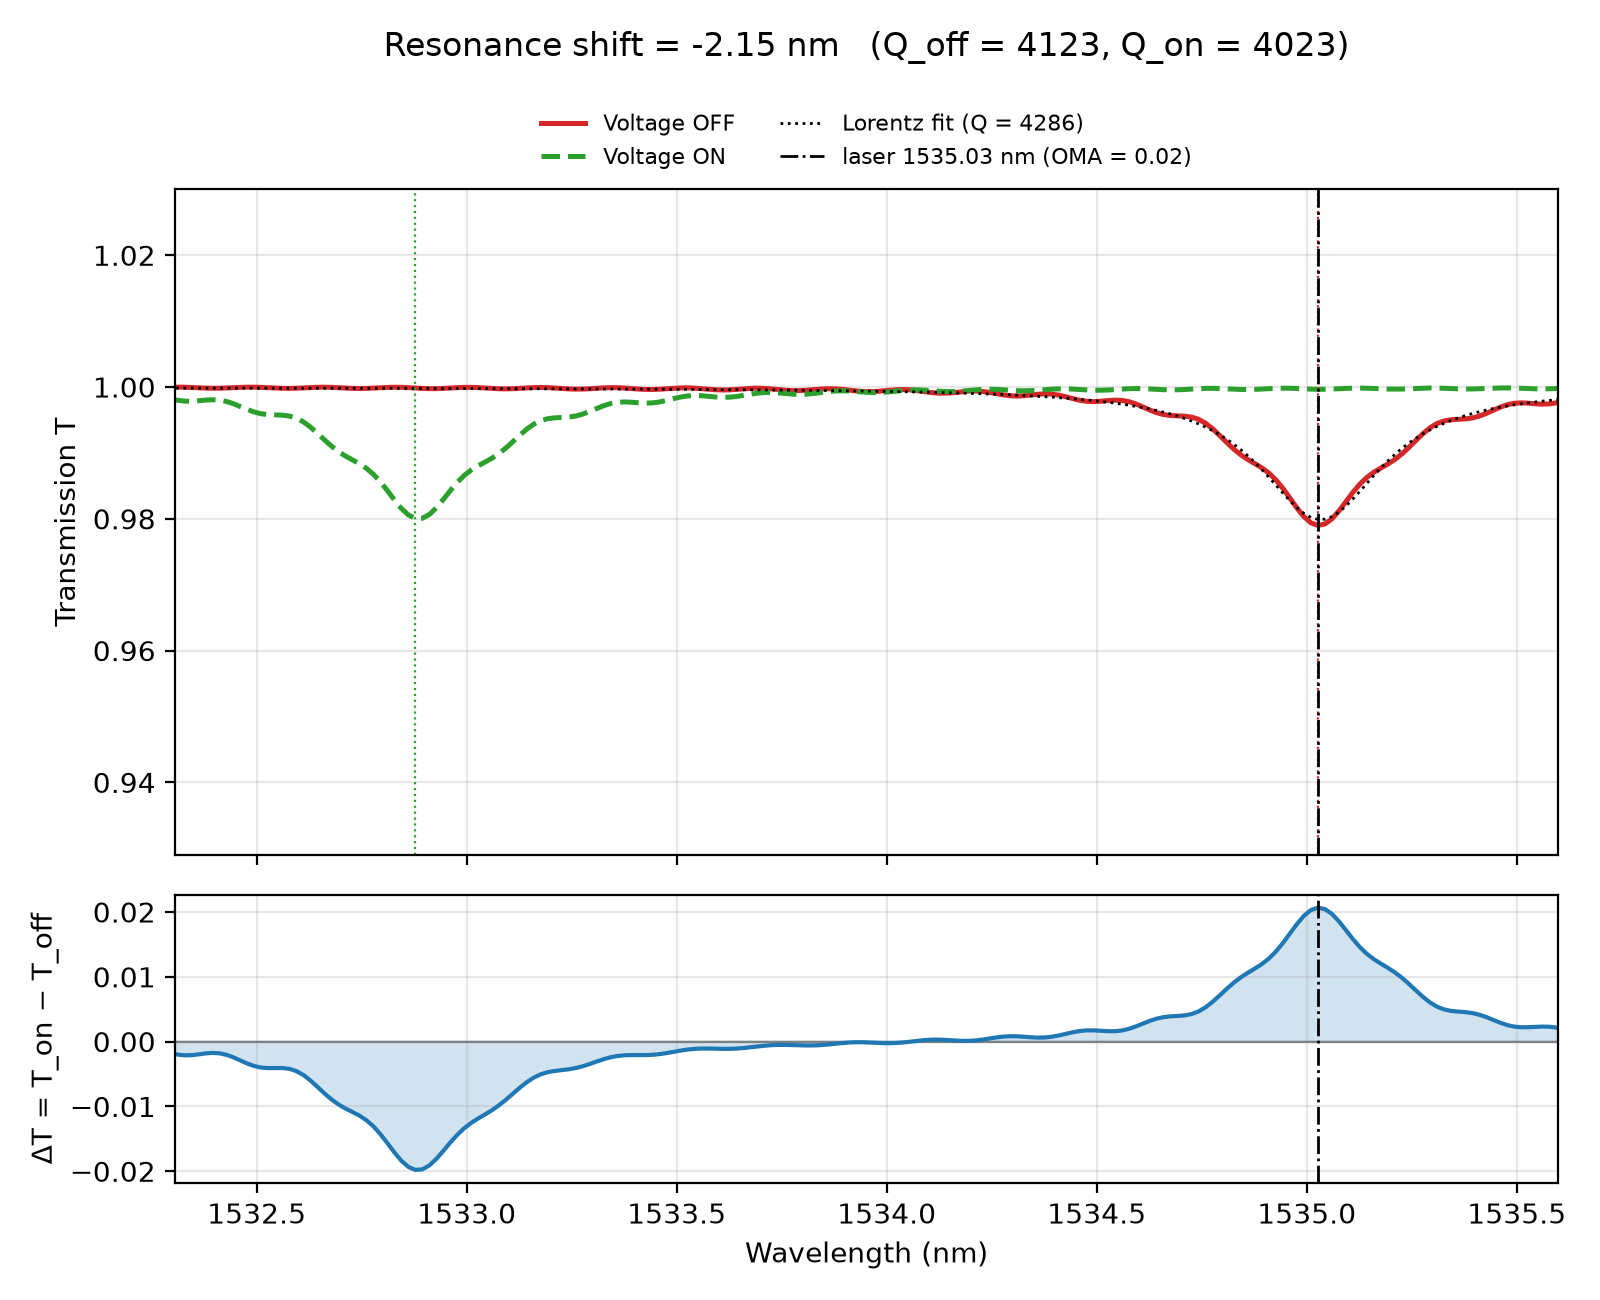 Resonance shift = -2.15 nm   (Q_off = 4123, Q_on = 4023)
Voltage OFF
Voltage ON
Lorentz fit (Q = 4286)
laser 1535.03 nm (OMA = 0.02)
Transmission T
1.02
1.00
0.98
0.96
0.94
ΔT = T_on − T_off
0.02
0.01
0.00
−0.01
−0.02
1532.5
1533.0
1533.5
1534.0
1534.5
1535.0
1535.5
Wavelength (nm)